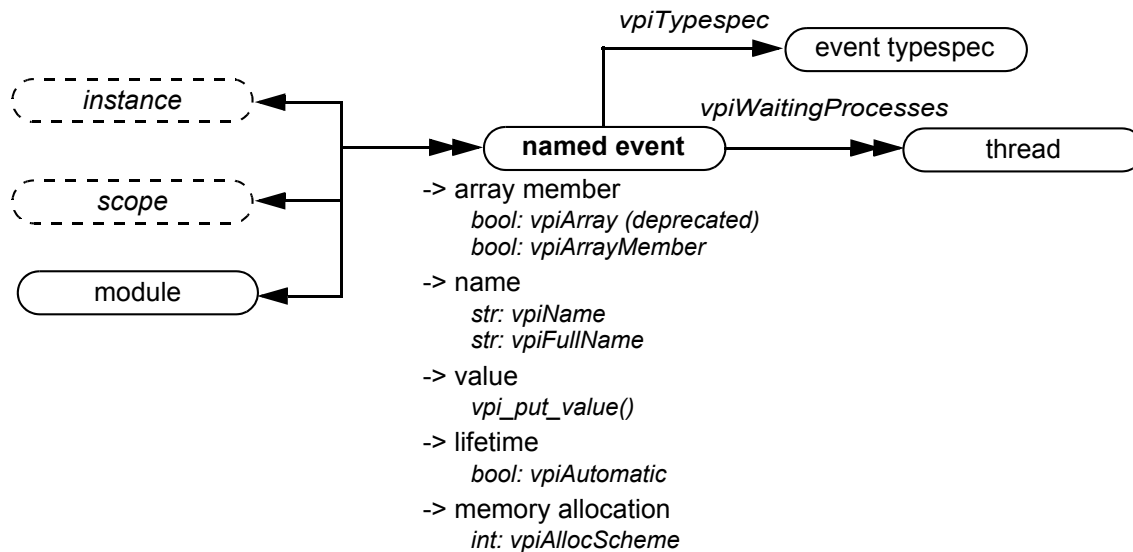 vpiTypespec
event typespec
instance
vpiWaitingProcesses
named event
thread
scope
module
-> array member
bool: vpiArray (deprecated)
bool: vpiArrayMember
-> name
str: vpiName
str: vpiFullName
-> value
vpi_put_value()
-> lifetime
bool: vpiAutomatic
-> memory allocation
int: vpiAllocScheme